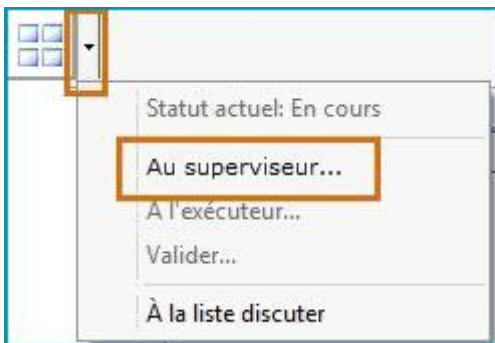 Statut actuel: En cours
Au superviseur...
A l'exécuteur...
Valider...
À la liste discuter